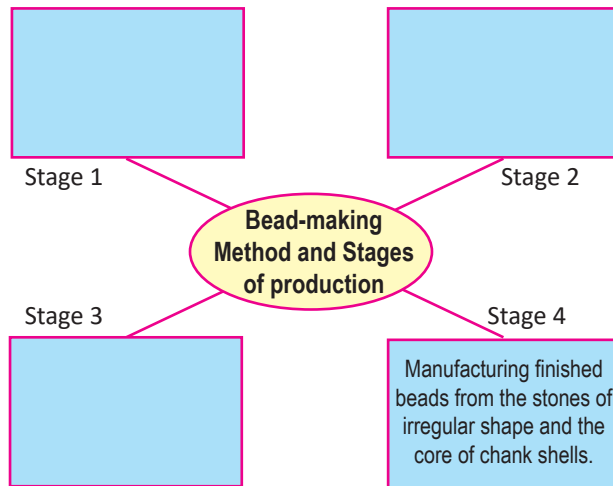 Stage 1
Stage 2
Bead-making
Method and Stages
of production
Stage 3
Stage 4
Manufacturing finished
beads from the stones of
irregular shape and the
core of chank shells.